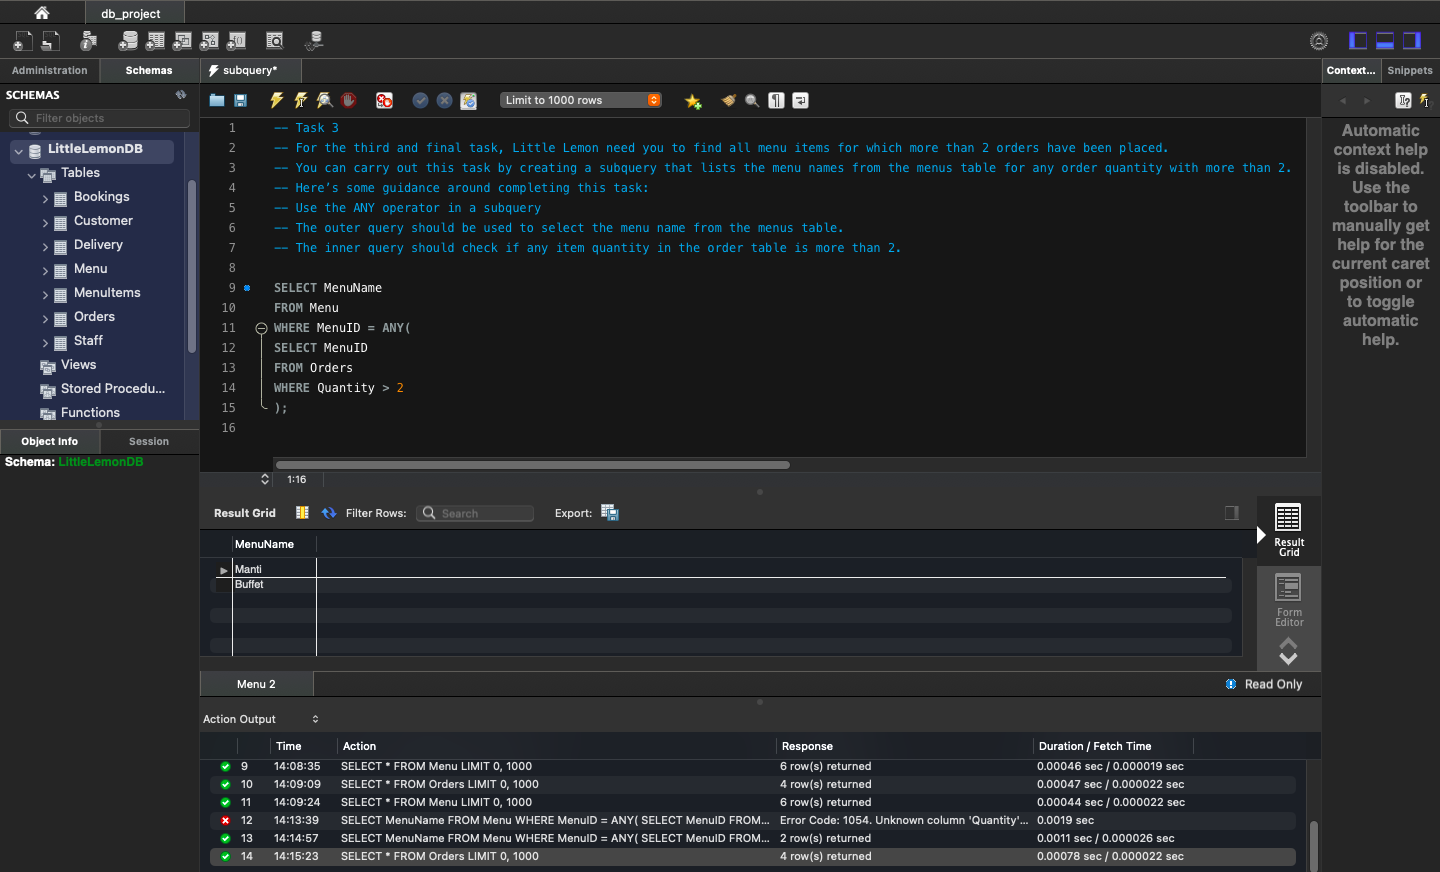 db_project
Administration
Schemas
subquery*
Context...
Snippets
SCHEMAS
Filter objects
LittleLemonDB
Tables
Bookings
Customer
Delivery
Menu
MenuItems
Orders
Staff
Views
Stored Procedu...
Functions
Object Info
Session
Schema: LittleLemonDB
Limit to 1000 rows
1 -- Task 3
2 -- For the third and final task, Little Lemon need you to find all menu items for which more than 2 orders have been placed.
3 -- You can carry out this task by creating a subquery that lists the menu names from the menus table for any order quantity with more than 2.
4 -- Here's some guidance around completing this task:
5 -- Use the ANY operator in a subquery
6 -- The outer query should be used to select the menu name from the menus table.
7 -- The inner query should check if any item quantity in the order table is more than 2.
8
9 SELECT MenuName
10 FROM Menu
11 WHERE MenuID = ANY(
12 SELECT MenuID
13 FROM Orders
14 WHERE Quantity > 2
15 );
16
1:16
Automatic
context help
is disabled.
Use the
toolbar to
manually get
help for the
current caret
position or
to toggle
automatic
help.
Result Grid
Filter Rows:
Search
Export:
MenuName
Manti
Buffet
Result
Grid
Form
Editor
Menu 2
Read Only
Action Output
Time Action Response Duration / Fetch Time
9 14:08:35 SELECT * FROM Menu LIMIT 0, 1000 6 row(s) returned 0.00046 sec / 0.000019 sec
10 14:09:09 SELECT * FROM Orders LIMIT 0, 1000 4 row(s) returned 0.00047 sec / 0.000022 sec
11 14:09:24 SELECT * FROM Menu LIMIT 0, 1000 6 row(s) returned 0.00044 sec / 0.000022 sec
12 14:13:39 SELECT MenuName FROM Menu WHERE MenuID = ANY( SELECT MenuID FROM... Error Code: 1054. Unknown column 'Quantity'... 0.0019 sec
13 14:14:57 SELECT MenuName FROM Menu WHERE MenuID = ANY( SELECT MenuID FROM... 2 row(s) returned 0.0011 sec / 0.000026 sec
14 14:15:23 SELECT * FROM Orders LIMIT 0, 1000 4 row(s) returned 0.00078 sec / 0.000022 sec